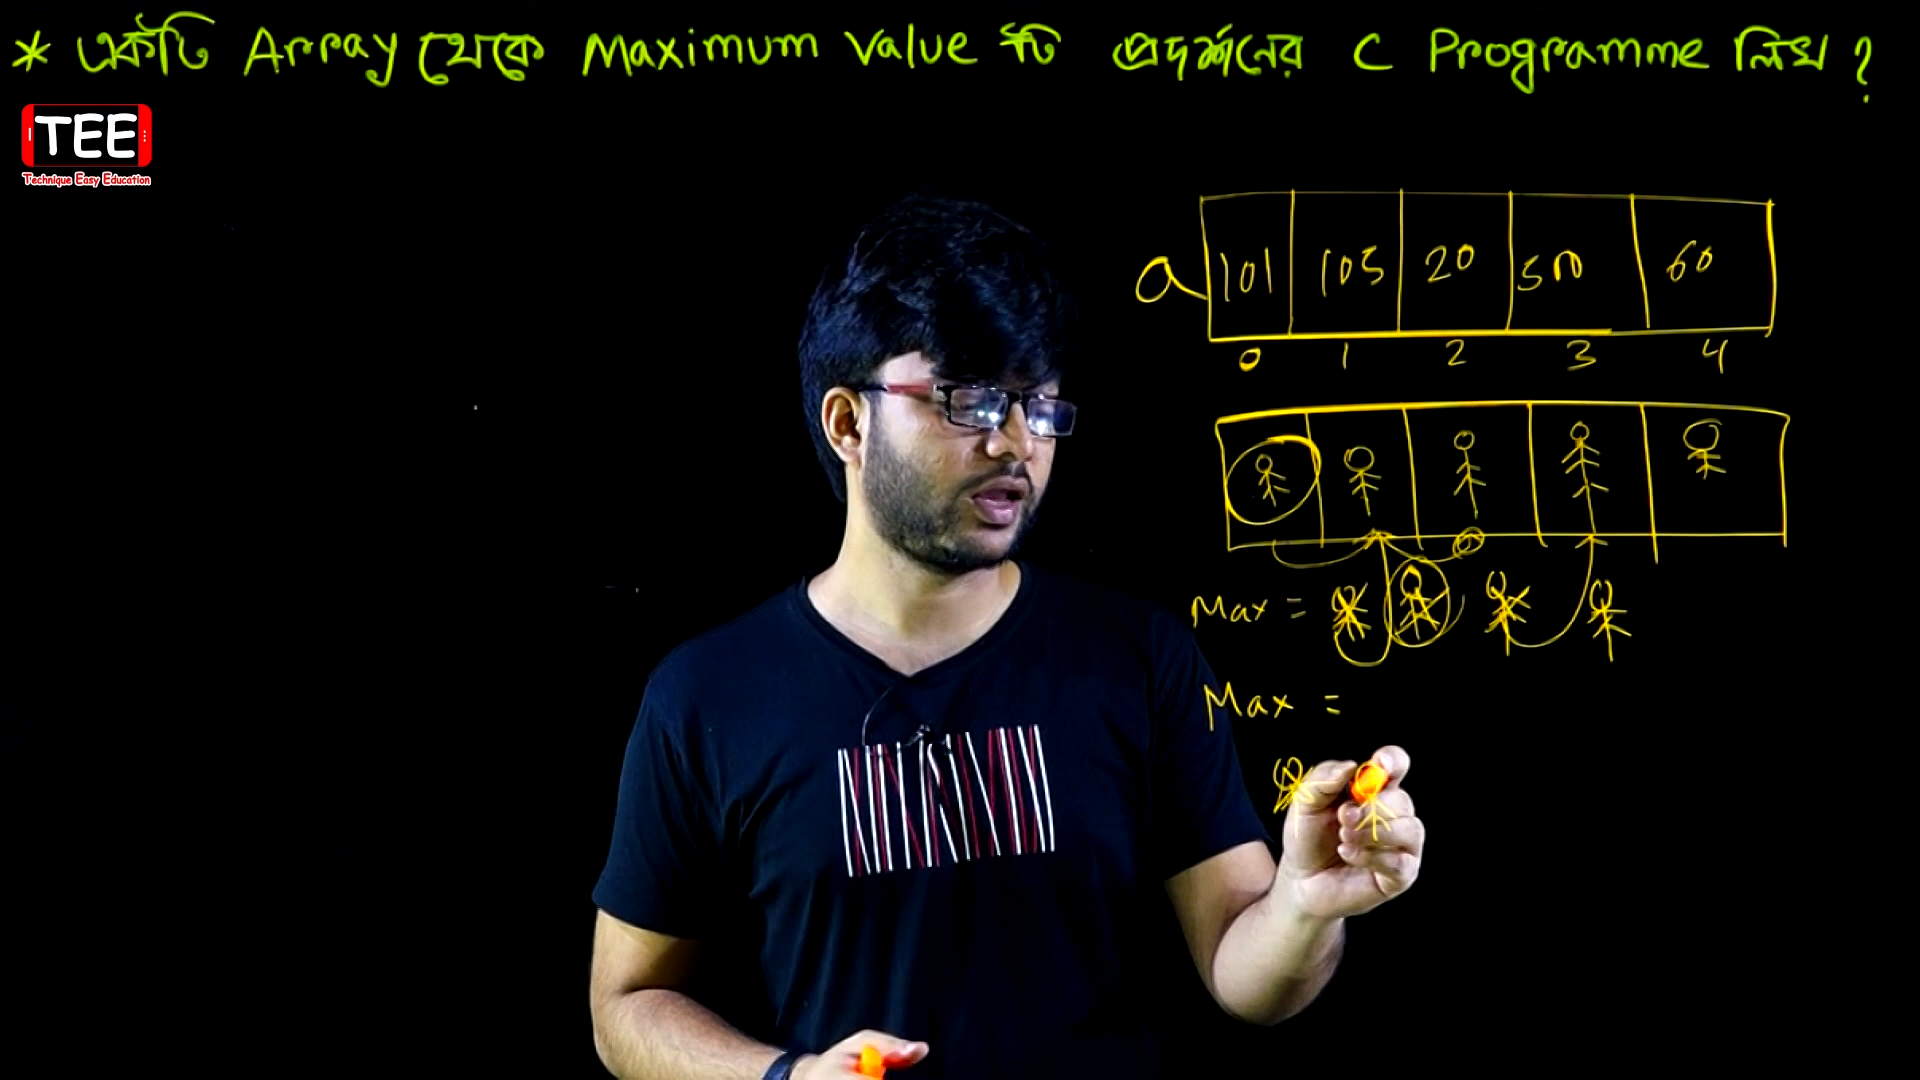 * একটি Array থেকে Maximum Value টি প্রদর্শনের C Programme লিখ ?
TEE
Technique Easy Education
a 101 105 20 50 60
0 1 2 3 4
Max =
Max =